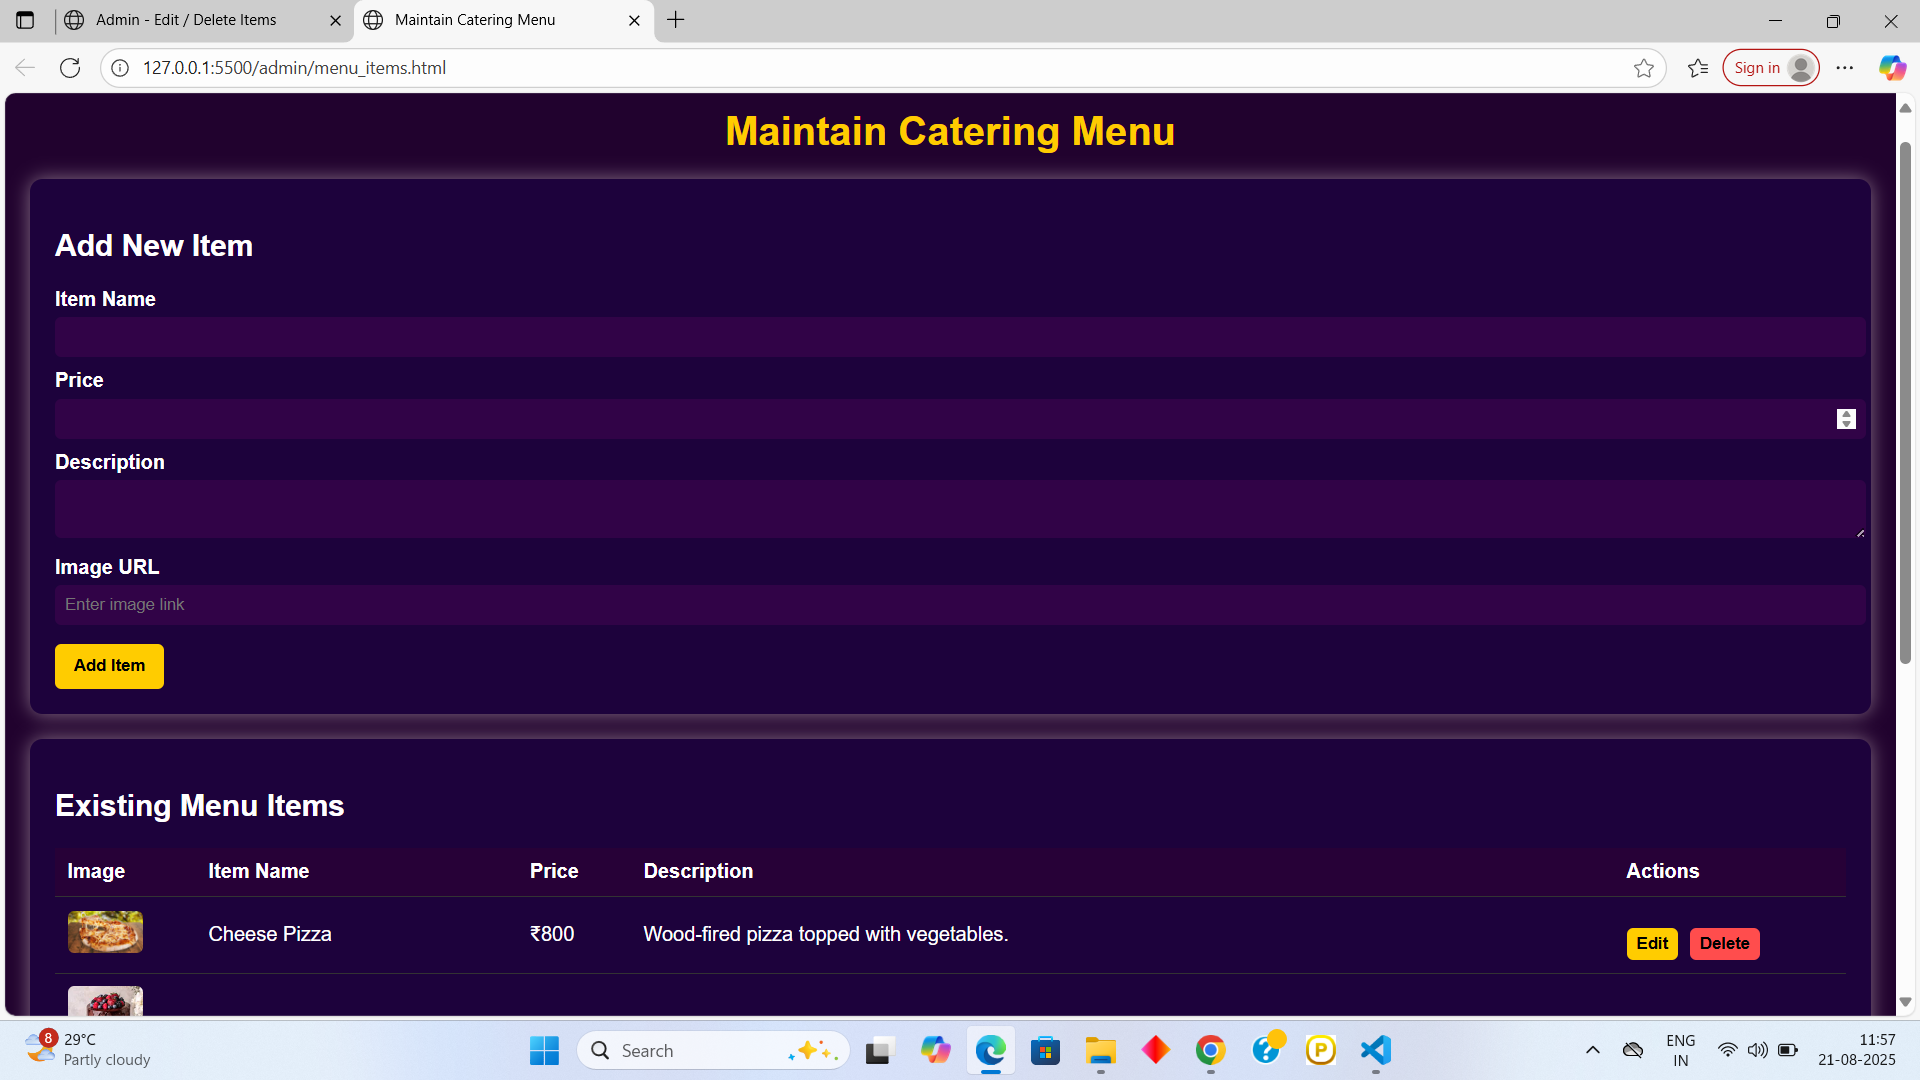 Admin - Edit / Delete Items
Maintain Catering Menu
127.0.0.1:5500/admin/menu_items.html
Sign in
Maintain Catering Menu
Add New Item
Item Name
Price
Description
Image URL
Enter image link
Add Item
Existing Menu Items
Image Item Name Price Description Actions
Cheese Pizza ₹800 Wood-fired pizza topped with vegetables. Edit Delete
8
29°C
Partly cloudy
Search
?
P
ENG
IN
11:57
21-08-2025